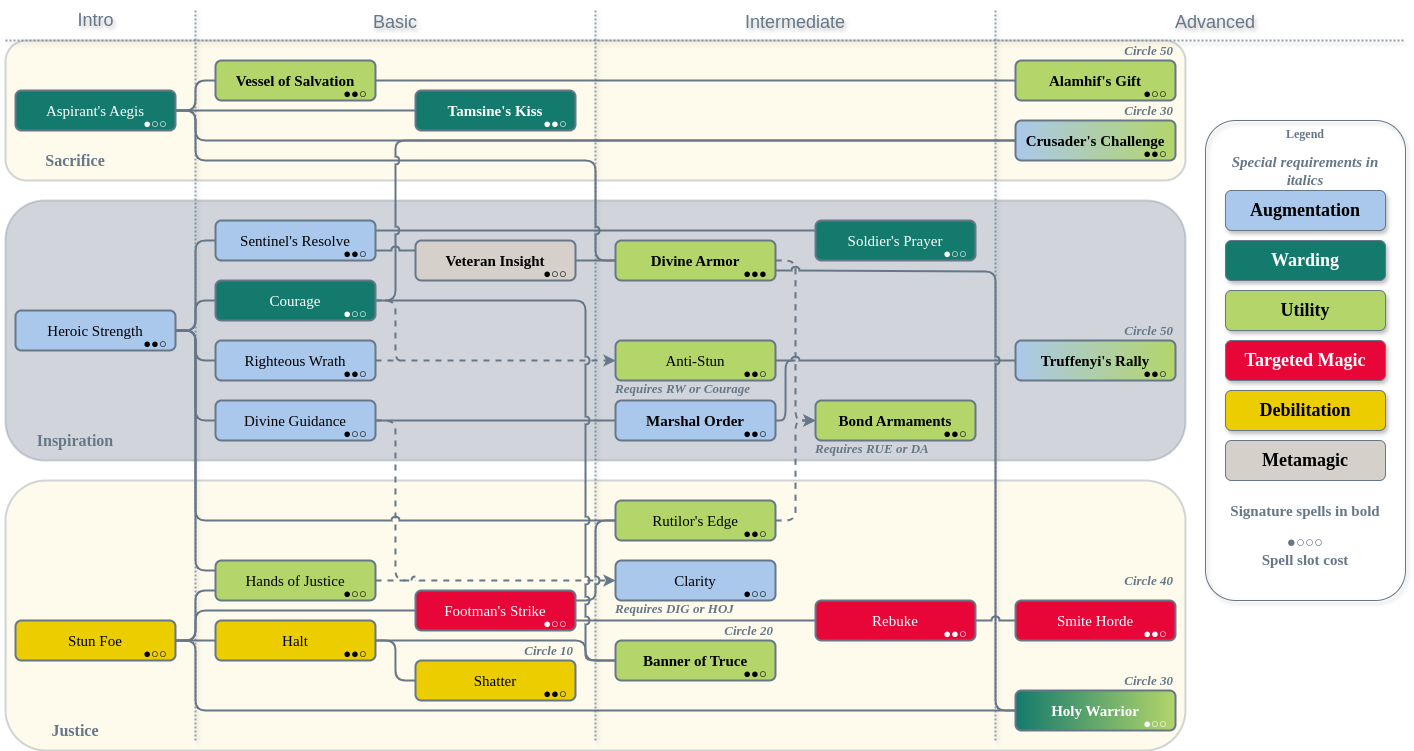 Intro
Basic
Intermediate
Advanced
Circle 50
Vessel of Salvation
●●○
Alamhif's Gift
●○○
Aspirant's Aegis
●○○
Tamsine's Kiss
●●○
Circle 30
Crusader's Challenge
●●○
Sacrifice
Sentinel's Resolve
●●○
Soldier's Prayer
●○○
Veteran Insight
●○○
Divine Armor
●●●
Courage
●○○
Heroic Strength
●●○
Circle 50
Righteous Wrath
●●○
Anti-Stun
●●○
Truffenyi's Rally
●●○
Requires RW or Courage
Divine Guidance
●○○
Marshal Order
●●○
Bond Armaments
●●○
Inspiration
Requires RUE or DA
Rutilor's Edge
●●○
Hands of Justice
●○○
Clarity
●○○
Circle 40
Footman's Strike
●○○
Requires DIG or HOJ
Rebuke
●●○
Smite Horde
●●○
Stun Foe
●○○
Halt
●●○
Circle 20
Banner of Truce
●●○
Circle 10
Shatter
●●○
Circle 30
Holy Warrior
●○○
Justice
Legend
Special requirements in
italics
Augmentation
Warding
Utility
Targeted Magic
Debilitation
Metamagic
Signature spells in bold
●○○○
Spell slot cost